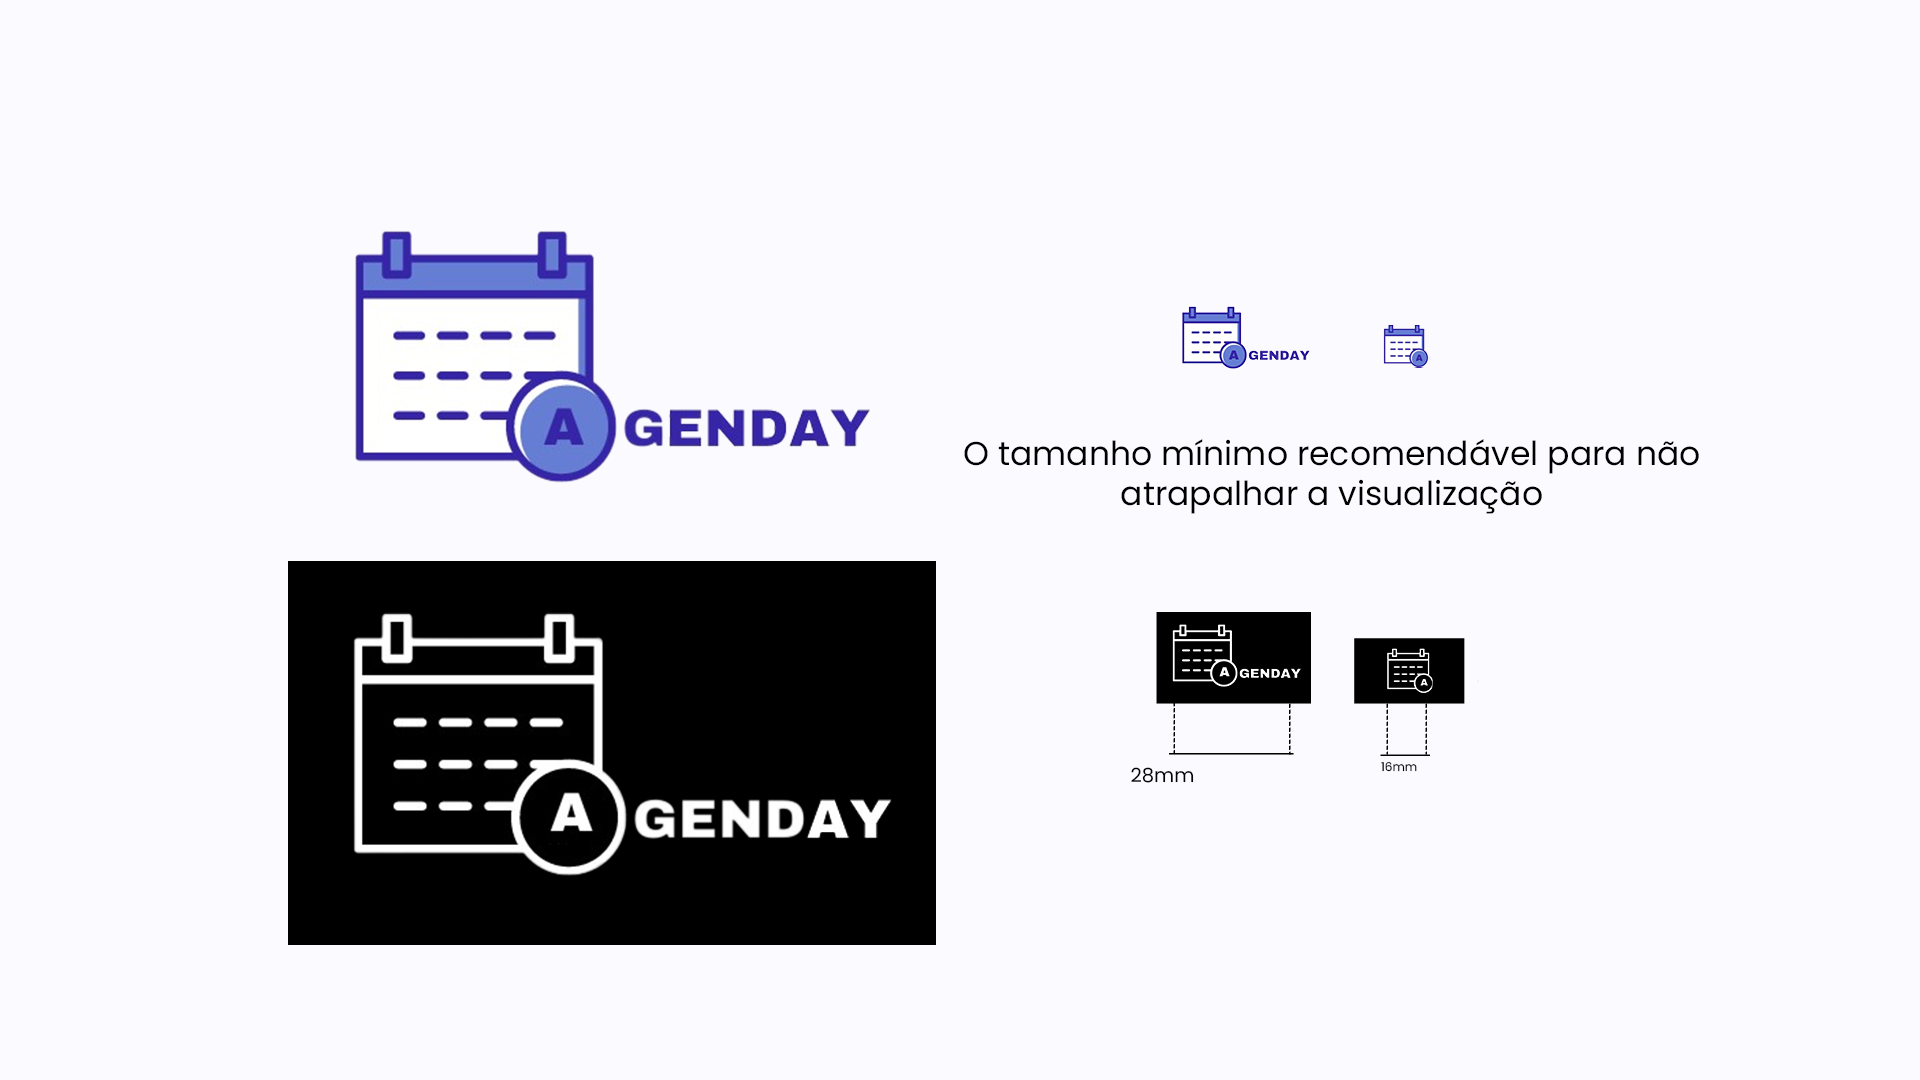 A GENDAY
A GENDAY
A
O tamanho mínimo recomendável para não
atrapalhar a visualização
A GENDAY
A GENDAY
A
28mm
16mm